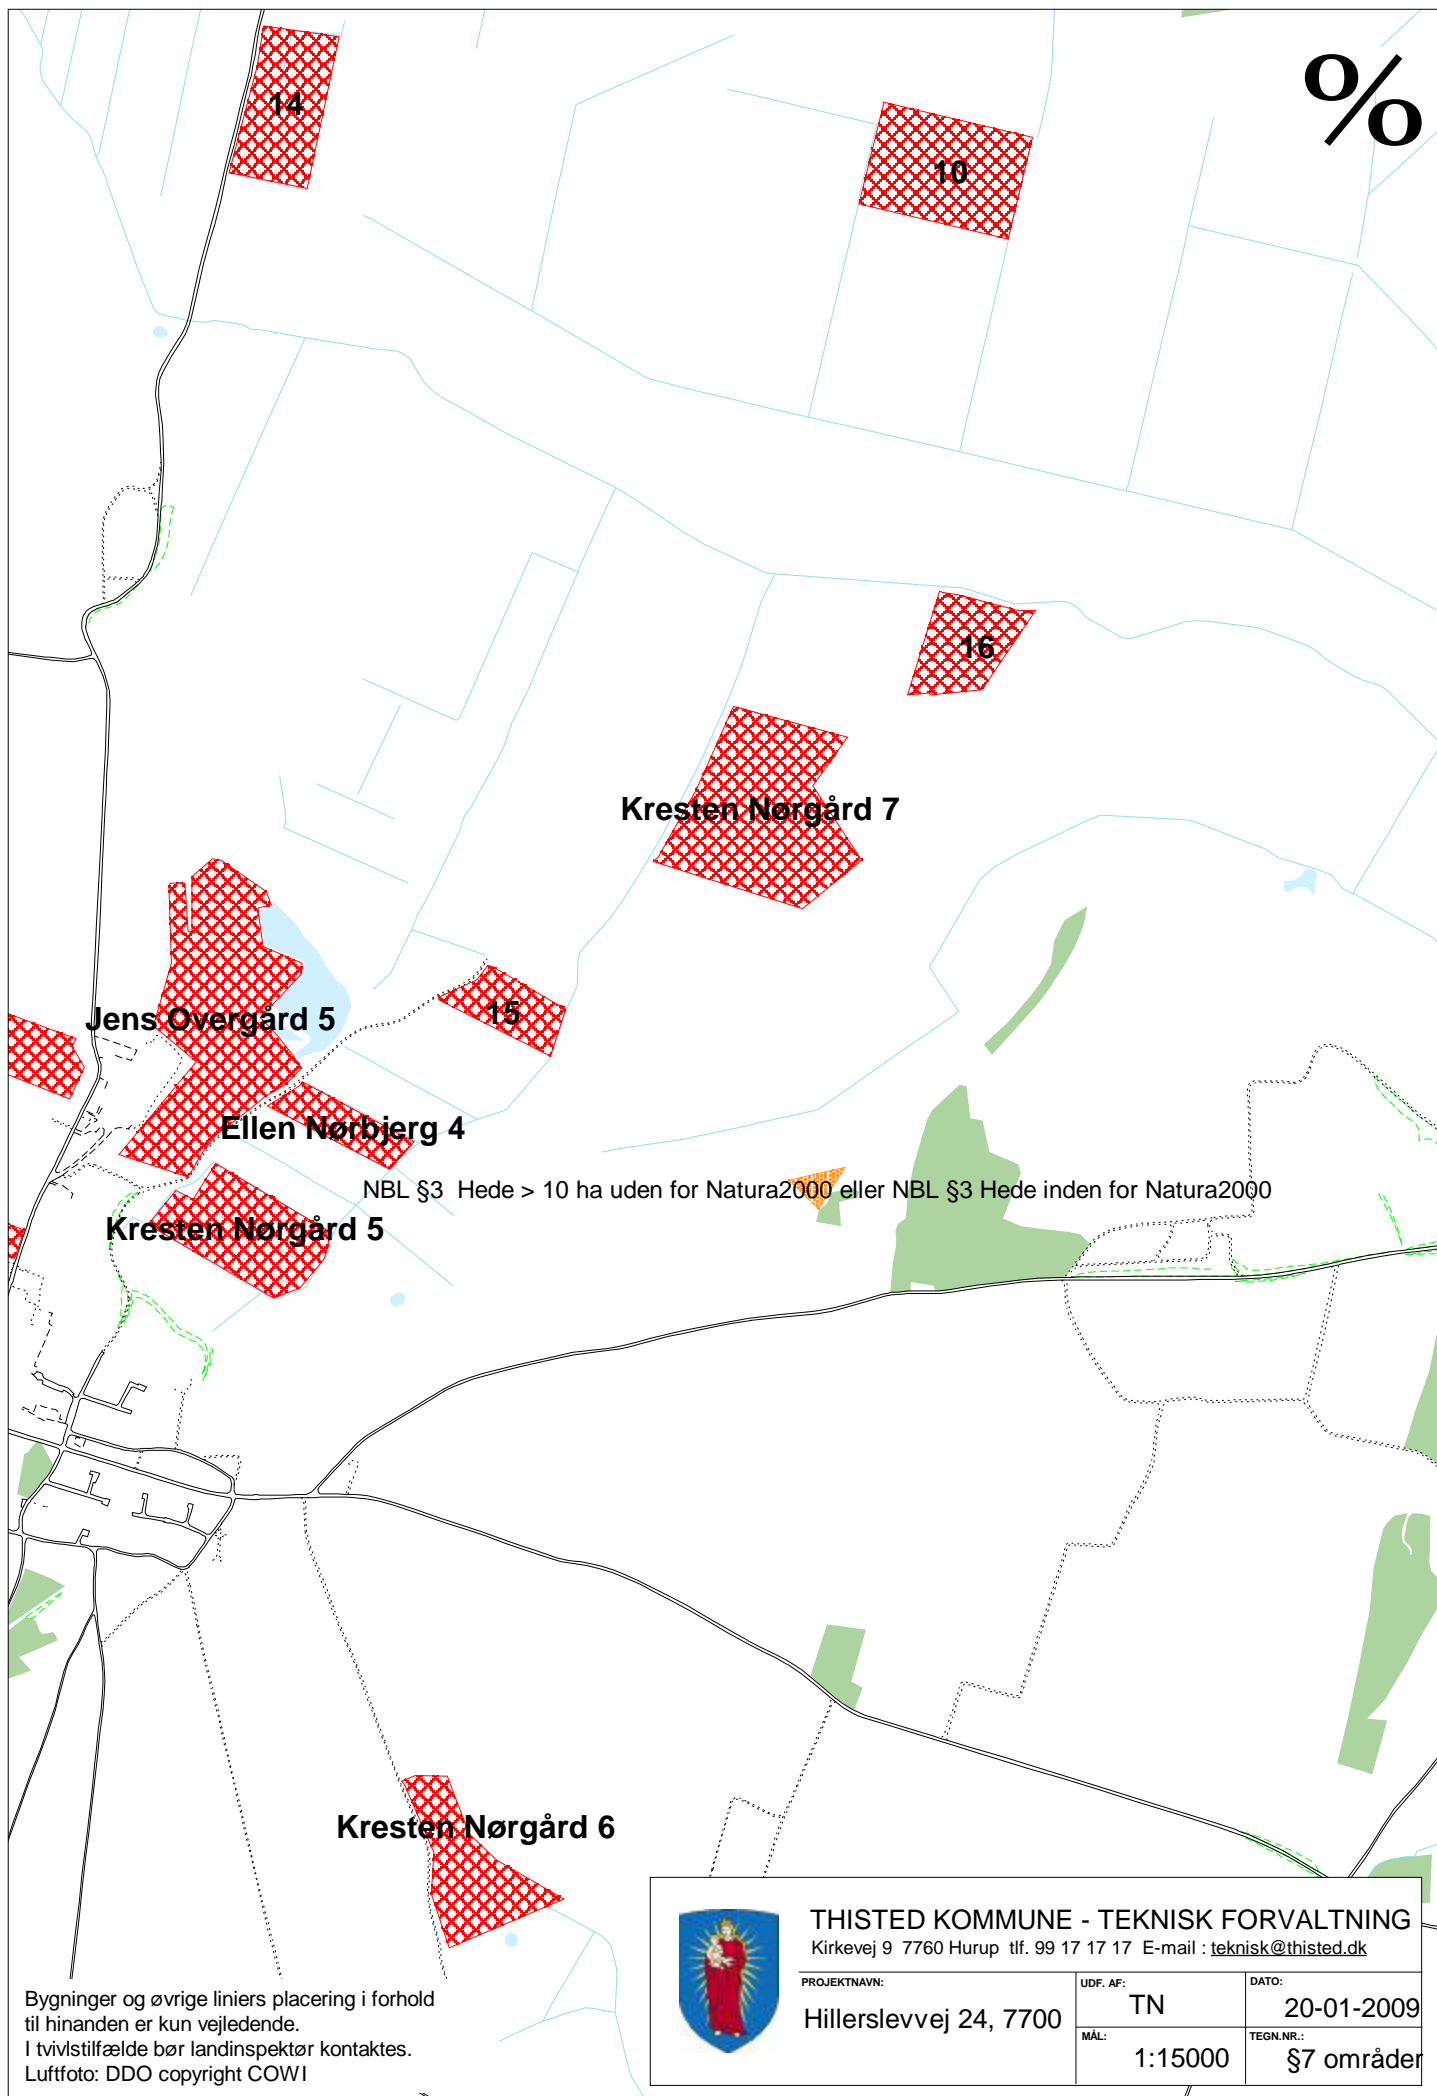 %
14
10
16
Kresten Nørgård 7
15
Jens Overgård 5
Ellen Nørbjerg 4
NBL §3 Hede > 10 ha uden for Natura2000 eller NBL §3 Hede inden for Natura2000
Kresten Nørgård 5
Kresten Nørgård 6
THISTED KOMMUNE - TEKNISK FORVALTNING
Kirkevej 9 7760 Hurup tlf. 99 17 17 17 E-mail : teknisk@thisted.dk
PROJEKTNAVN:
Hillerslevvej 24, 7700
UDF. AF:
TN
DATO:
20-01-2009
MÅL:
1:15000
TEGN.NR.:
§7 områder
Bygninger og øvrige liniers placering i forhold
til hinanden er kun vejledende.
I tvivlstilfælde bør landinspektør kontaktes.
Luftfoto: DDO copyright COWI